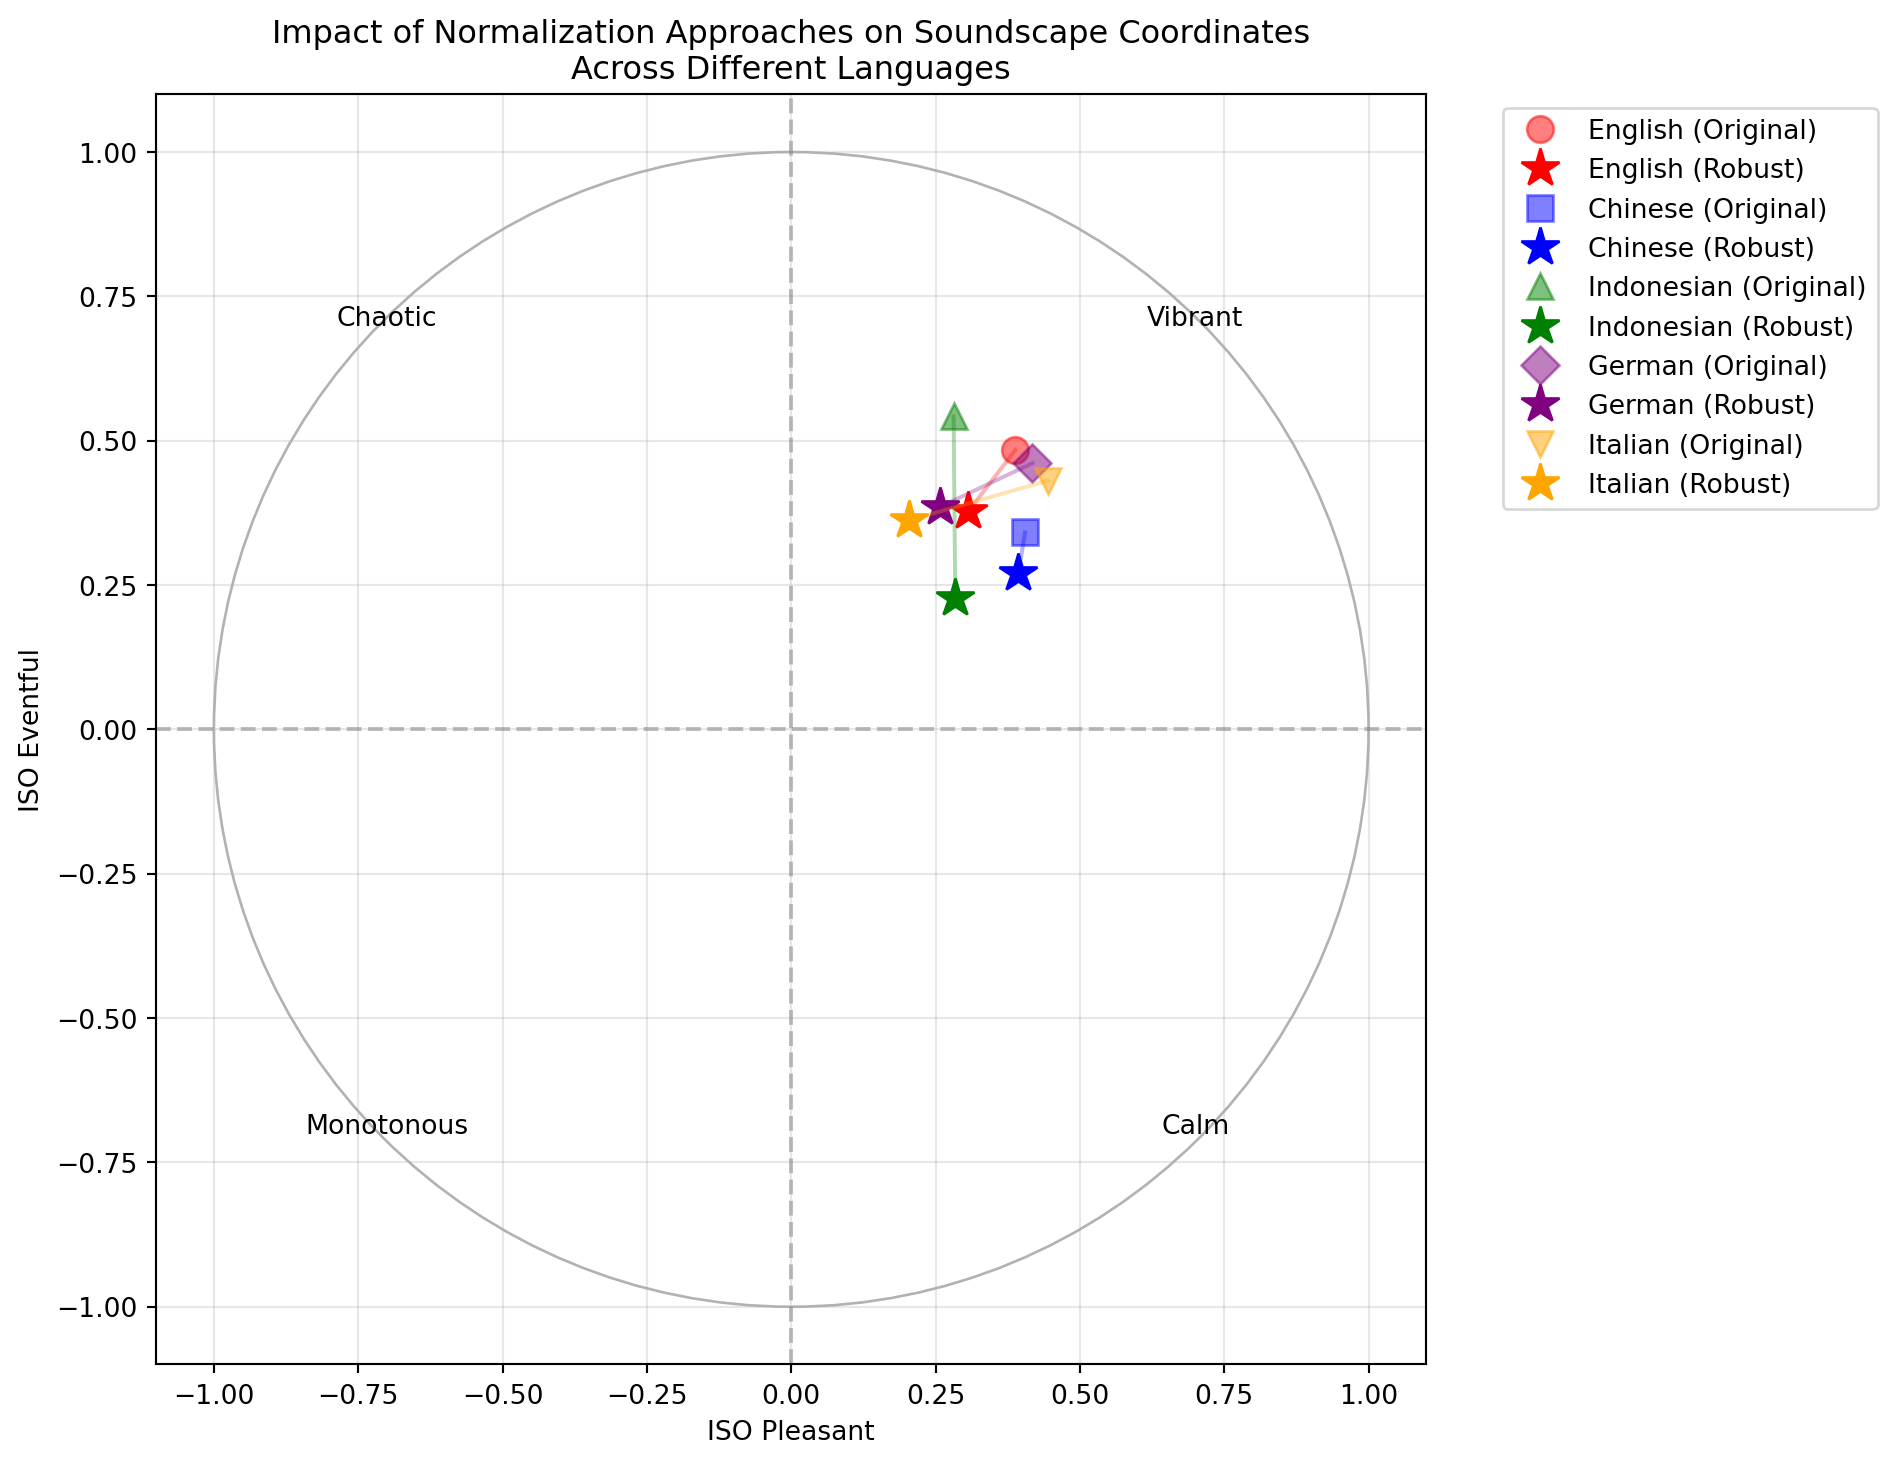 Impact of Normalization Approaches on Soundscape Coordinates
Across Different Languages
English (Original)
English (Robust)
Chinese (Original)
Chinese (Robust)
Indonesian (Original)
Indonesian (Robust)
German (Original)
German (Robust)
Italian (Original)
Italian (Robust)
Chaotic
Vibrant
Monotonous
Calm
ISO Eventful
1.00
0.75
0.50
0.25
0.00
−0.25
−0.50
−0.75
−1.00
−1.00 −0.75 −0.50 −0.25 0.00 0.25 0.50 0.75 1.00
ISO Pleasant